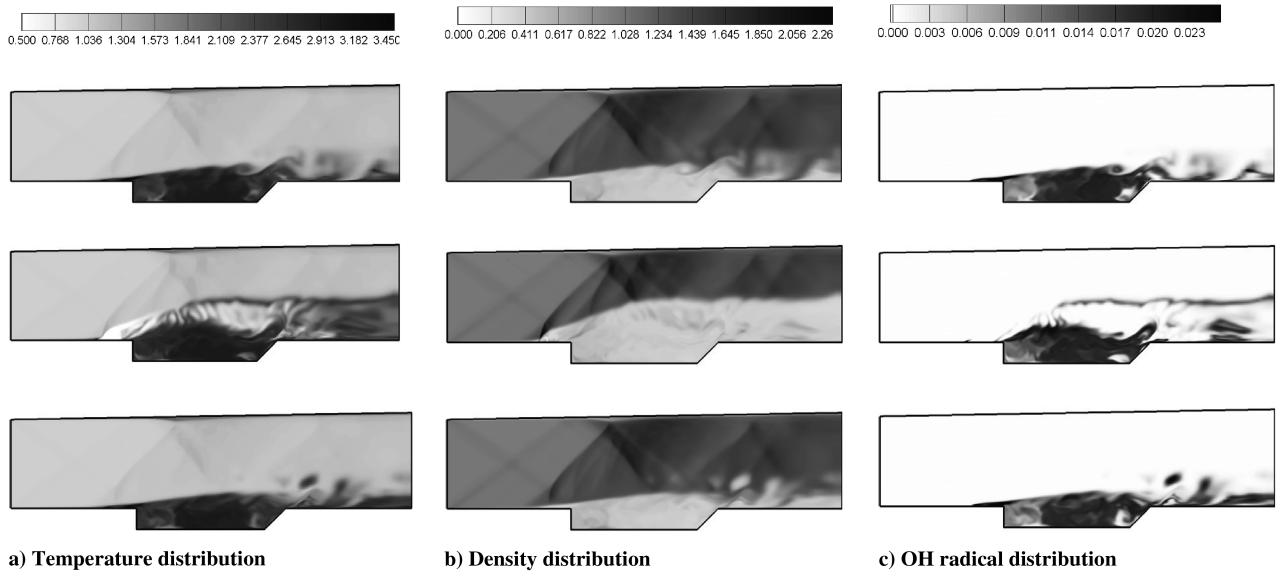 0.500 0.768 1.036 1.304 1.573 1.841 2.109 2.377 2.645 2.913 3.182 3.450
0.000 0.206 0.411 0.617 0.822 1.028 1.234 1.439 1.645 1.850 2.056 2.26
0.000 0.003 0.006 0.009 0.011 0.014 0.017 0.020 0.023
a) Temperature distribution
b) Density distribution
c) OH radical distribution